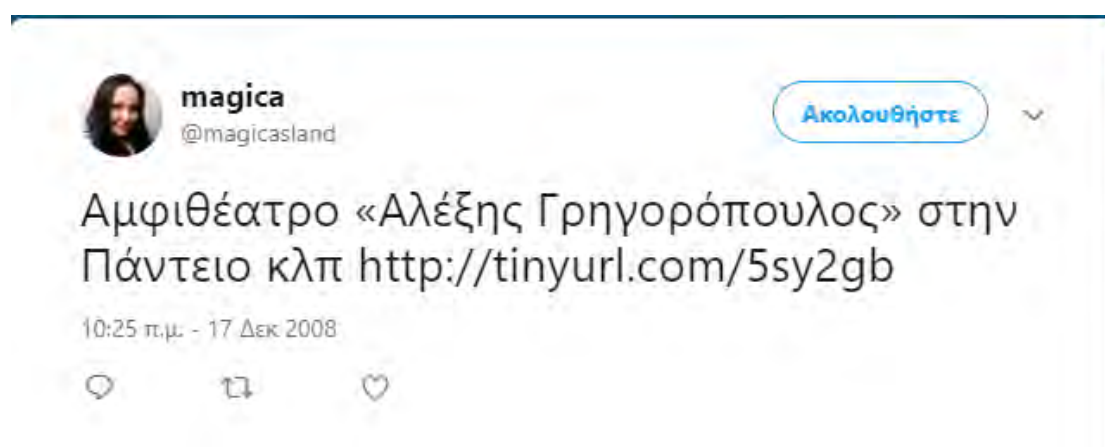 magica
@magicasland
Ακολουθήστε
Αμφιθέατρο «Αλέξης Γρηγορόπουλος» στην
Πάντειο κλπ http://tinyurl.com/5sy2gb
10:25 π.μ. - 17 Δεκ 2008